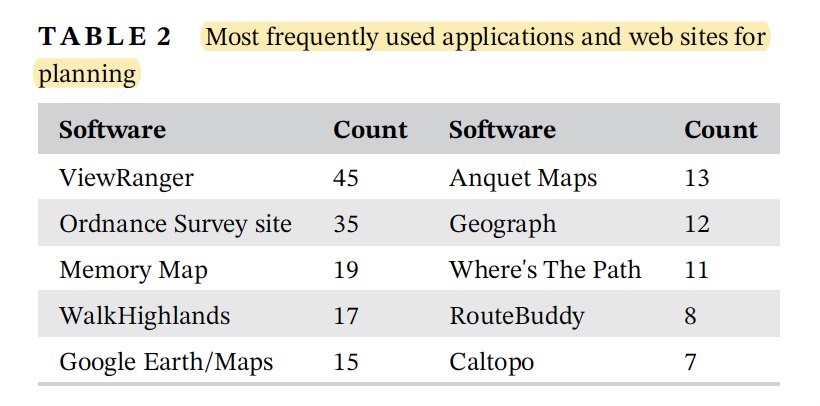 TABLE 2 Most frequently used applications and web sites for
planning
Software Count Software Count
ViewRanger 45 Anquet Maps 13
Ordnance Survey site 35 Geograph 12
Memory Map 19 Where's The Path 11
WalkHighlands 17 RouteBuddy 8
Google Earth/Maps 15 Caltopo 7